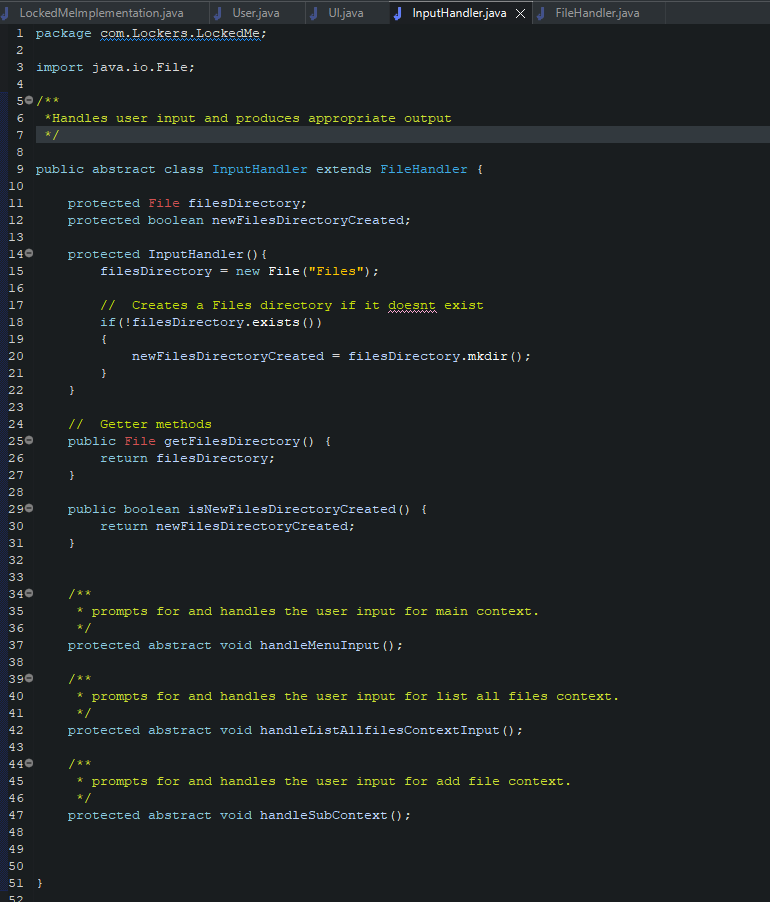 LockedMeImplementation.java User.java UI.java InputHandler.java FileHandler.java
1 package com.Lockers.LockedMe;
2
3 import java.io.File;
4
5 /**
6 *Handles user input and produces appropriate output
7 */
8
9 public abstract class InputHandler extends FileHandler {
10
11 protected File filesDirectory;
12 protected boolean newFilesDirectoryCreated;
13
14 protected InputHandler(){
15 filesDirectory = new File("Files");
16
17 // Creates a Files directory if it doesnt exist
18 if(!filesDirectory.exists())
19 {
20 newFilesDirectoryCreated = filesDirectory.mkdir();
21 }
22 }
23
24 // Getter methods
25 public File getFilesDirectory() {
26 return filesDirectory;
27 }
28
29 public boolean isNewFilesDirectoryCreated() {
30 return newFilesDirectoryCreated;
31 }
32
33
34 /**
35 * prompts for and handles the user input for main context.
36 */
37 protected abstract void handleMenuInput();
38
39 /**
40 * prompts for and handles the user input for list all files context.
41 */
42 protected abstract void handleListAllfilesContextInput();
43
44 /**
45 * prompts for and handles the user input for add file context.
46 */
47 protected abstract void handleSubContext();
48
49
50
51 }
52